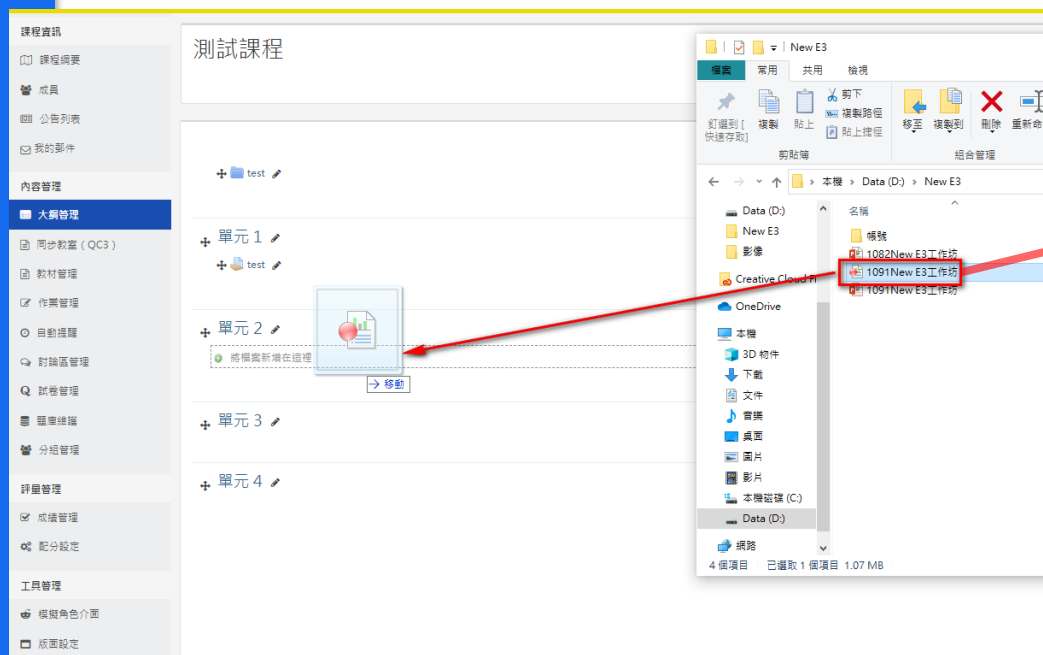 課程資訊
課程綱要
成員
公告列表
我的郵件
內容管理
大綱管理
同步教室 ( QC3 )
教材管理
作業管理
自動提醒
討論區管理
試卷管理
題庫維護
分組管理
評量管理
成績管理
配分設定
工具管理
模擬角色介面
版面設定
測試課程
test
單元 1
test
單元 2
將檔案新增在這裡
移動
單元 3
單元 4
New E3
檔案 常用 共用 檢視
釘選到 [
快速存取]
複製
貼上
剪下
複製路徑
貼上捷徑
剪貼簿
移至 複製到 刪除 重新命
組合管理
本機 › Data (D:) › New E3
Data (D:)
New E3
影像
Creative Cloud Fi
OneDrive
本機
3D 物件
下載
文件
音樂
桌面
圖片
影片
本機磁碟 (C:)
Data (D:)
網路
名稱
帳號
1082New E3工作坊
1091New E3工作坊
1091New E3工作坊
4 個項目 已選取 1 個項目 1.07 MB